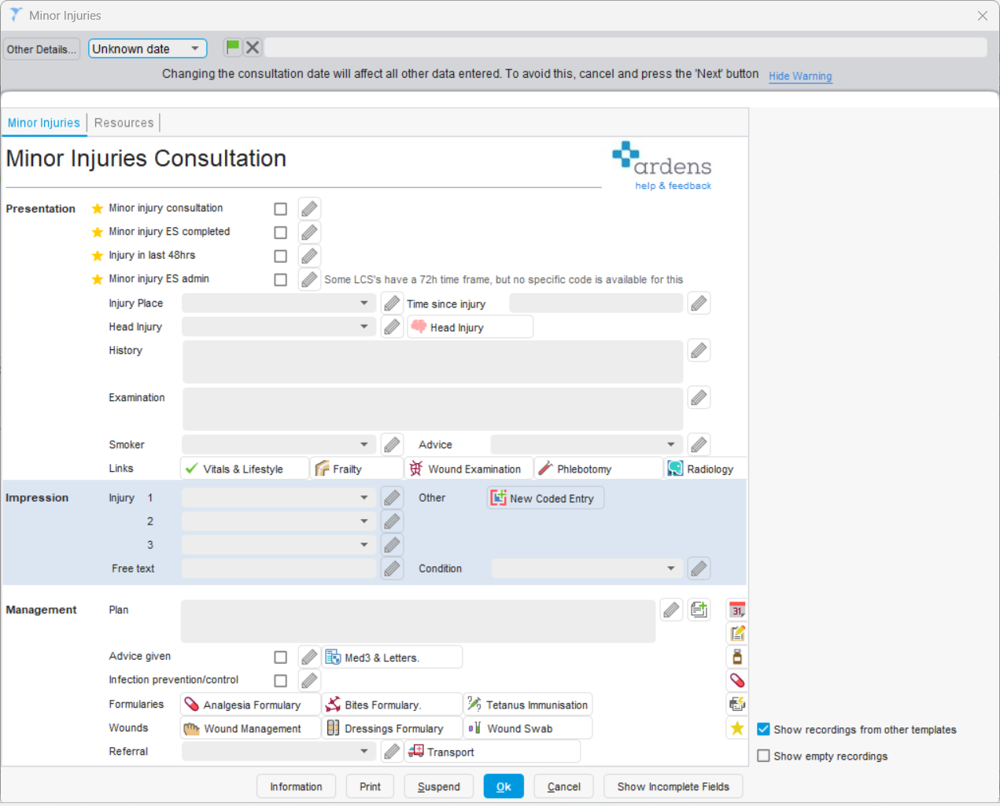 Minor Injuries
Other Details... Unknown date
Changing the consultation date will affect all other data entered. To avoid this, cancel and press the 'Next' button Hide Warning
Minor Injuries Resources
Minor Injuries Consultation
ardens
help & feedback
Presentation Minor injury consultation
Minor injury ES completed
Injury in last 48hrs
Minor injury ES admin Some LCS's have a 72h time frame, but no specific code is available for this
Injury Place Time since injury
Head Injury Head Injury
History
Examination
Smoker Advice
Links Vitals & Lifestyle Frailty Wound Examination Phlebotomy Radiology
Impression Injury 1 Other New Coded Entry
2
3
Free text Condition
Management Plan 31
Advice given Med3 & Letters.
Infection prevention/control
Formularies Analgesia Formulary Bites Formulary. Tetanus Immunisation
Wounds Wound Management Dressings Formulary Wound Swab
Show recordings from other templates
Referral Transport
Show empty recordings
Information Print Suspend Ok Cancel Show Incomplete Fields